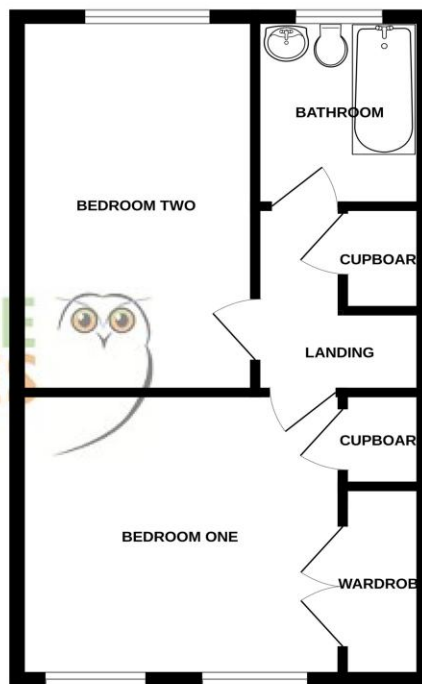 BATHROOM
BEDROOM TWO
CUPBOAR
LANDING
CUPBOAR
BEDROOM ONE
WARDROB